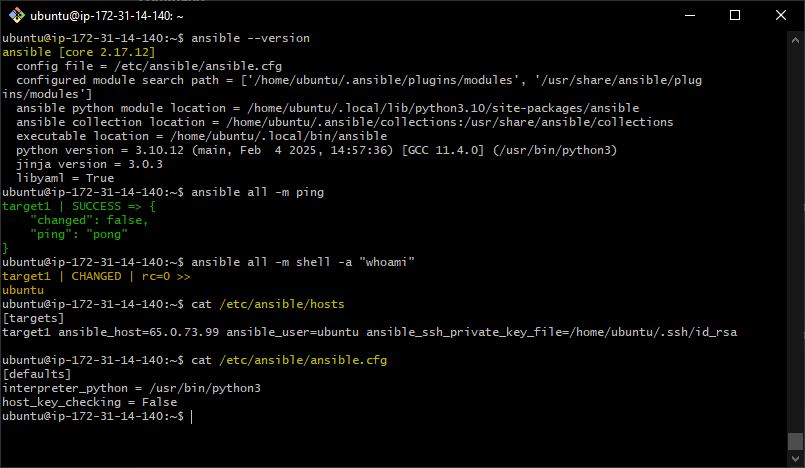 ubuntu@ip-172-31-14-140: ~
ubuntu@ip-172-31-14-140:~$ ansible --version
ansible [core 2.17.12]
  config file = /etc/ansible/ansible.cfg
  configured module search path = ['/home/ubuntu/.ansible/plugins/modules', '/usr/share/ansible/plug
ins/modules']
  ansible python module location = /home/ubuntu/.local/lib/python3.10/site-packages/ansible
  ansible collection location = /home/ubuntu/.ansible/collections:/usr/share/ansible/collections
  executable location = /home/ubuntu/.local/bin/ansible
  python version = 3.10.12 (main, Feb  4 2025, 14:57:36) [GCC 11.4.0] (/usr/bin/python3)
  jinja version = 3.0.3
  libyaml = True
ubuntu@ip-172-31-14-140:~$ ansible all -m ping
target1 | SUCCESS => {
    "changed": false,
    "ping": "pong"
}
ubuntu@ip-172-31-14-140:~$ ansible all -m shell -a "whoami"
target1 | CHANGED | rc=0 >>
ubuntu
ubuntu@ip-172-31-14-140:~$ cat /etc/ansible/hosts
[targets]
target1 ansible_host=65.0.73.99 ansible_user=ubuntu ansible_ssh_private_key_file=/home/ubuntu/.ssh/id_rsa
ubuntu@ip-172-31-14-140:~$ cat /etc/ansible/ansible.cfg
[defaults]
interpreter_python = /usr/bin/python3
host_key_checking = False
ubuntu@ip-172-31-14-140:~$